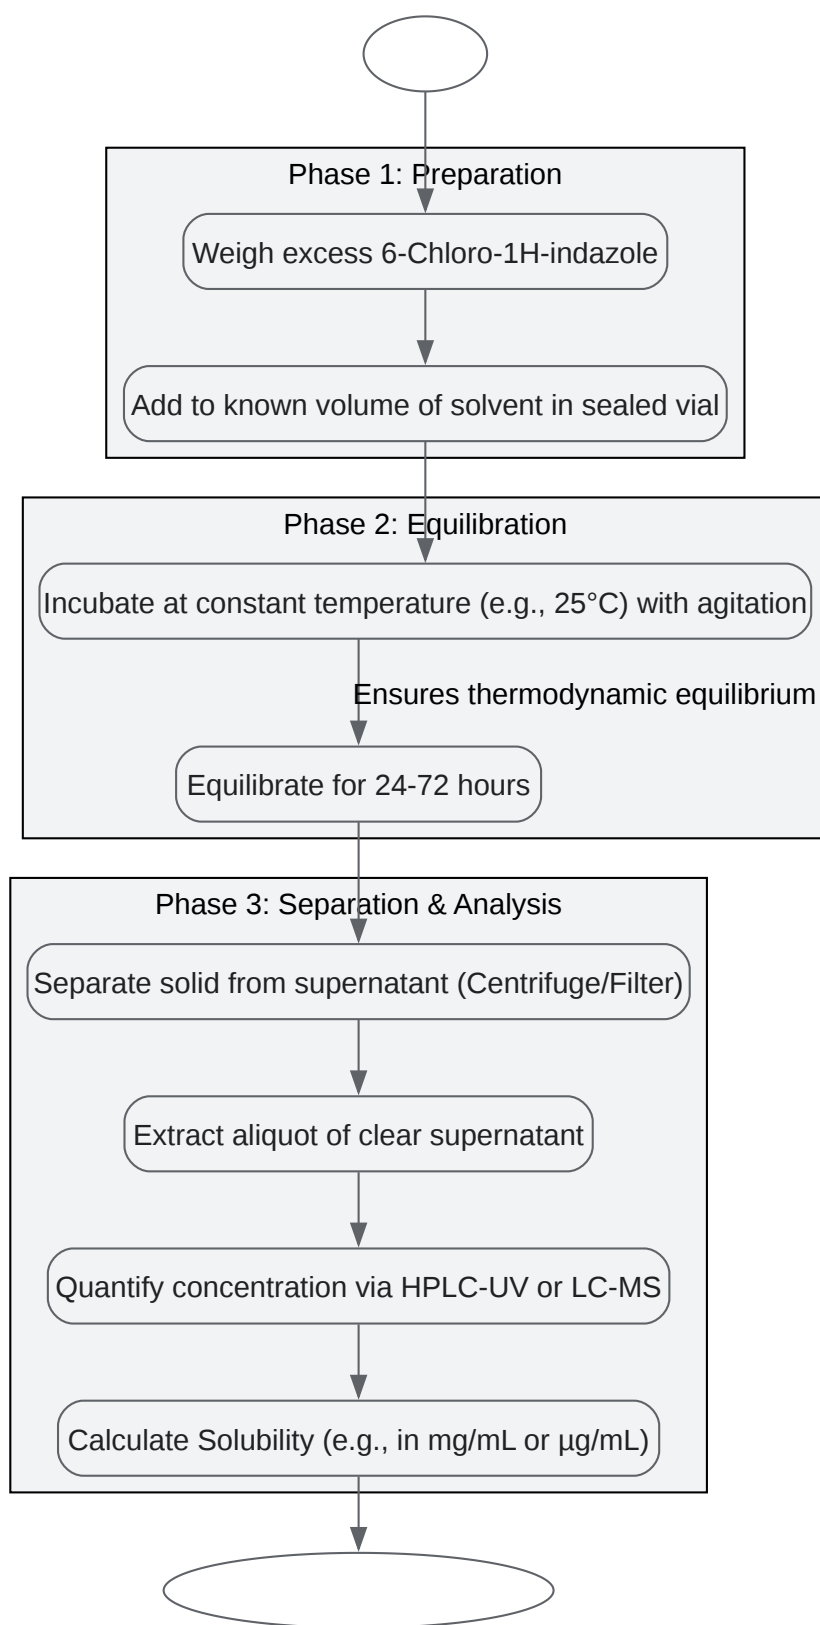 Phase 1: Preparation
Weigh excess 6-Chloro-1H-indazole
Add to known volume of solvent in sealed vial
Phase 2: Equilibration
Incubate at constant temperature (e.g., 25°C) with agitation
Ensures thermodynamic equilibrium
Equilibrate for 24-72 hours
Phase 3: Separation & Analysis
Separate solid from supernatant (Centrifuge/Filter)
Extract aliquot of clear supernatant
Quantify concentration via HPLC-UV or LC-MS
Calculate Solubility (e.g., in mg/mL or µg/mL)